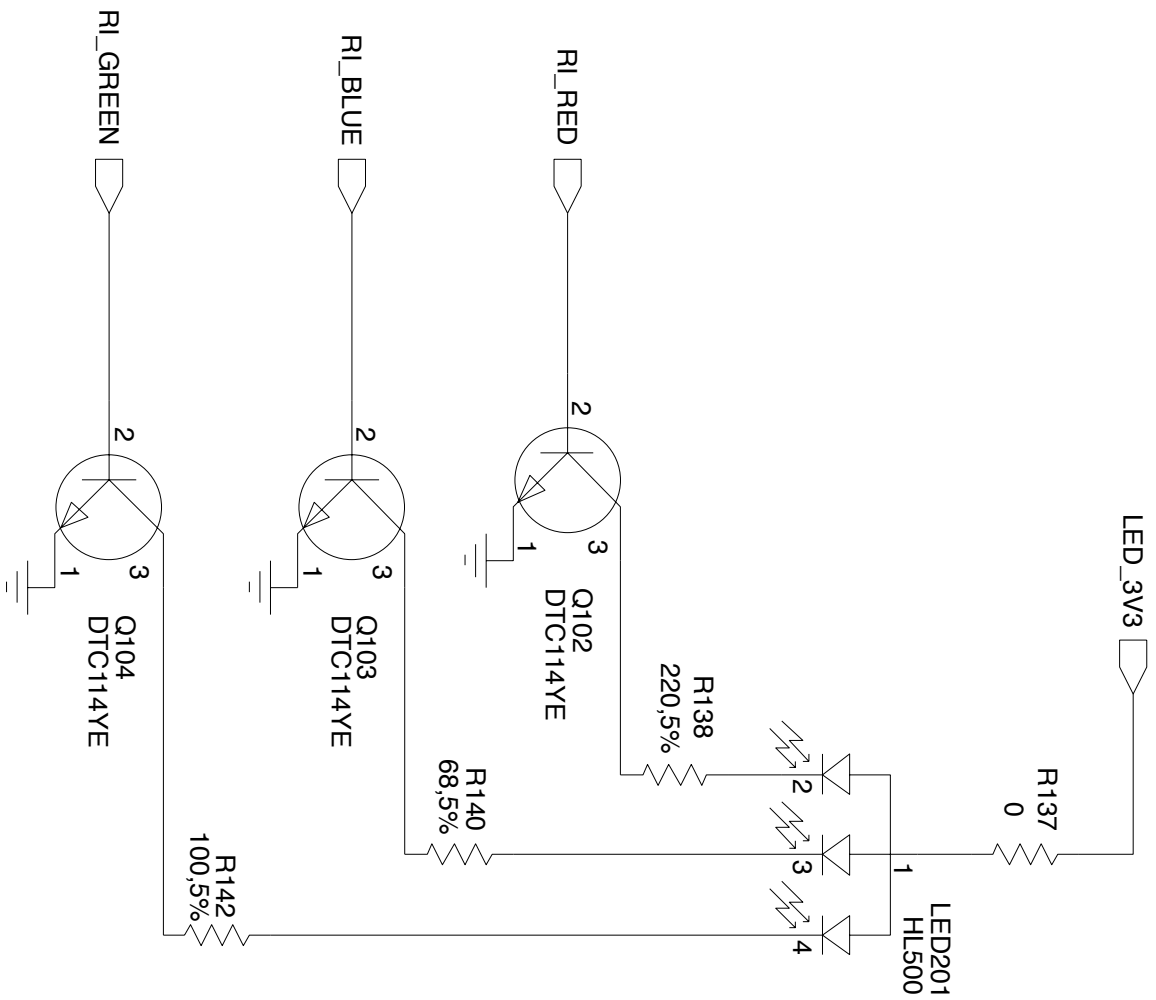 LED_3V3
R137
0
LED201
HL500
1
2
3
4
R138
220,5%
R140
68,5%
R142
100,5%
RI_RED
2
3
1
Q102
DTC114YE
RI_BLUE
2
3
1
Q103
DTC114YE
RI_GREEN
2
3
1
Q104
DTC114YE